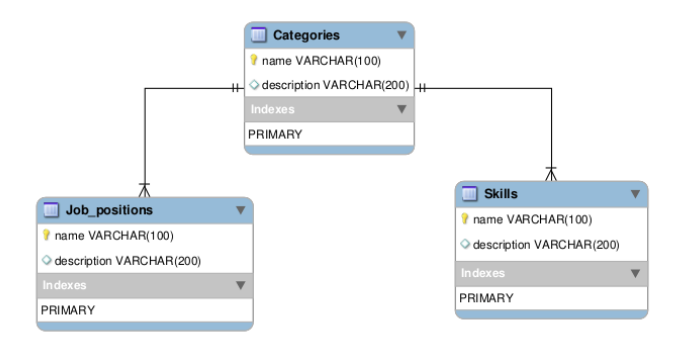 Categories
name VARCHAR(100)
description VARCHAR(200)
Indexes
PRIMARY
Job_positions
name VARCHAR(100)
description VARCHAR(200)
Indexes
PRIMARY
Skills
name VARCHAR(100)
description VARCHAR(200)
Indexes
PRIMARY